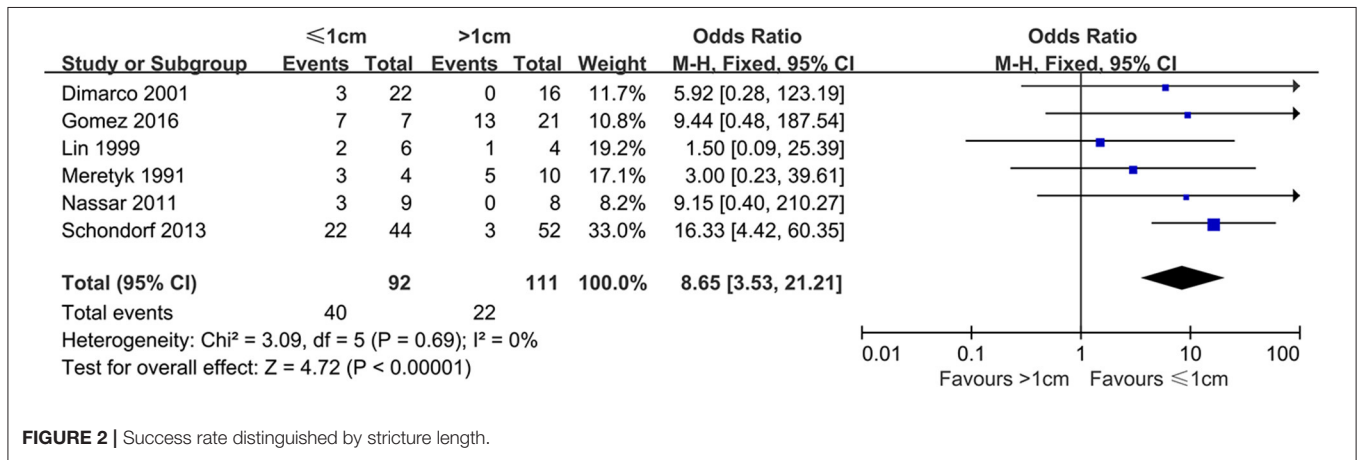 ≤1cm >1cm Odds Ratio Odds Ratio
Study or Subgroup Events Total Events Total Weight M-H, Fixed, 95% CI M-H, Fixed, 95% CI
Dimarco 2001 3 22 0 16 11.7% 5.92 [0.28, 123.19]
Gomez 2016 7 7 13 21 10.8% 9.44 [0.48, 187.54]
Lin 1999 2 6 1 4 19.2% 1.50 [0.09, 25.39]
Meretyk 1991 3 4 5 10 17.1% 3.00 [0.23, 39.61]
Nassar 2011 3 9 0 8 8.2% 9.15 [0.40, 210.27]
Schondorf 2013 22 44 3 52 33.0% 16.33 [4.42, 60.35]
Total (95% CI) 92 111 100.0% 8.65 [3.53, 21.21]
Total events 40 22
Heterogeneity: Chi² = 3.09, df = 5 (P = 0.69); I² = 0%
Test for overall effect: Z = 4.72 (P < 0.00001)
0.01 0.1 1 10 100
Favours >1cm Favours ≤1cm
FIGURE 2 | Success rate distinguished by stricture length.